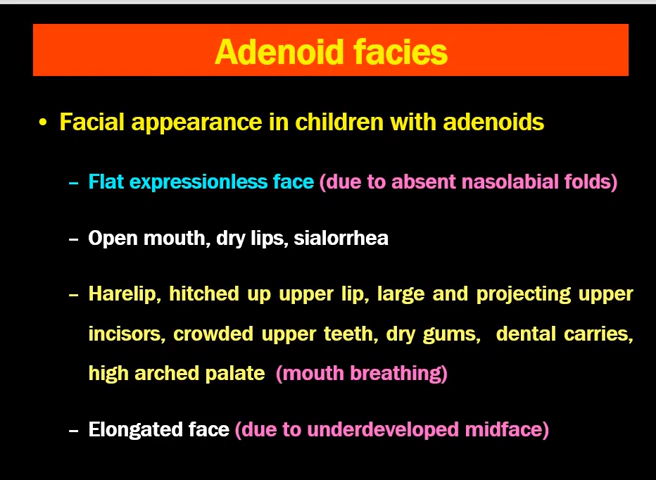 Adenoid facies
• Facial appearance in children with adenoids
– Flat expressionless face (due to absent nasolabial folds)
– Open mouth, dry lips, sialorrhea
– Harelip, hitched up upper lip, large and projecting upper
incisors, crowded upper teeth, dry gums, dental carries,
high arched palate (mouth breathing)
– Elongated face (due to underdeveloped midface)